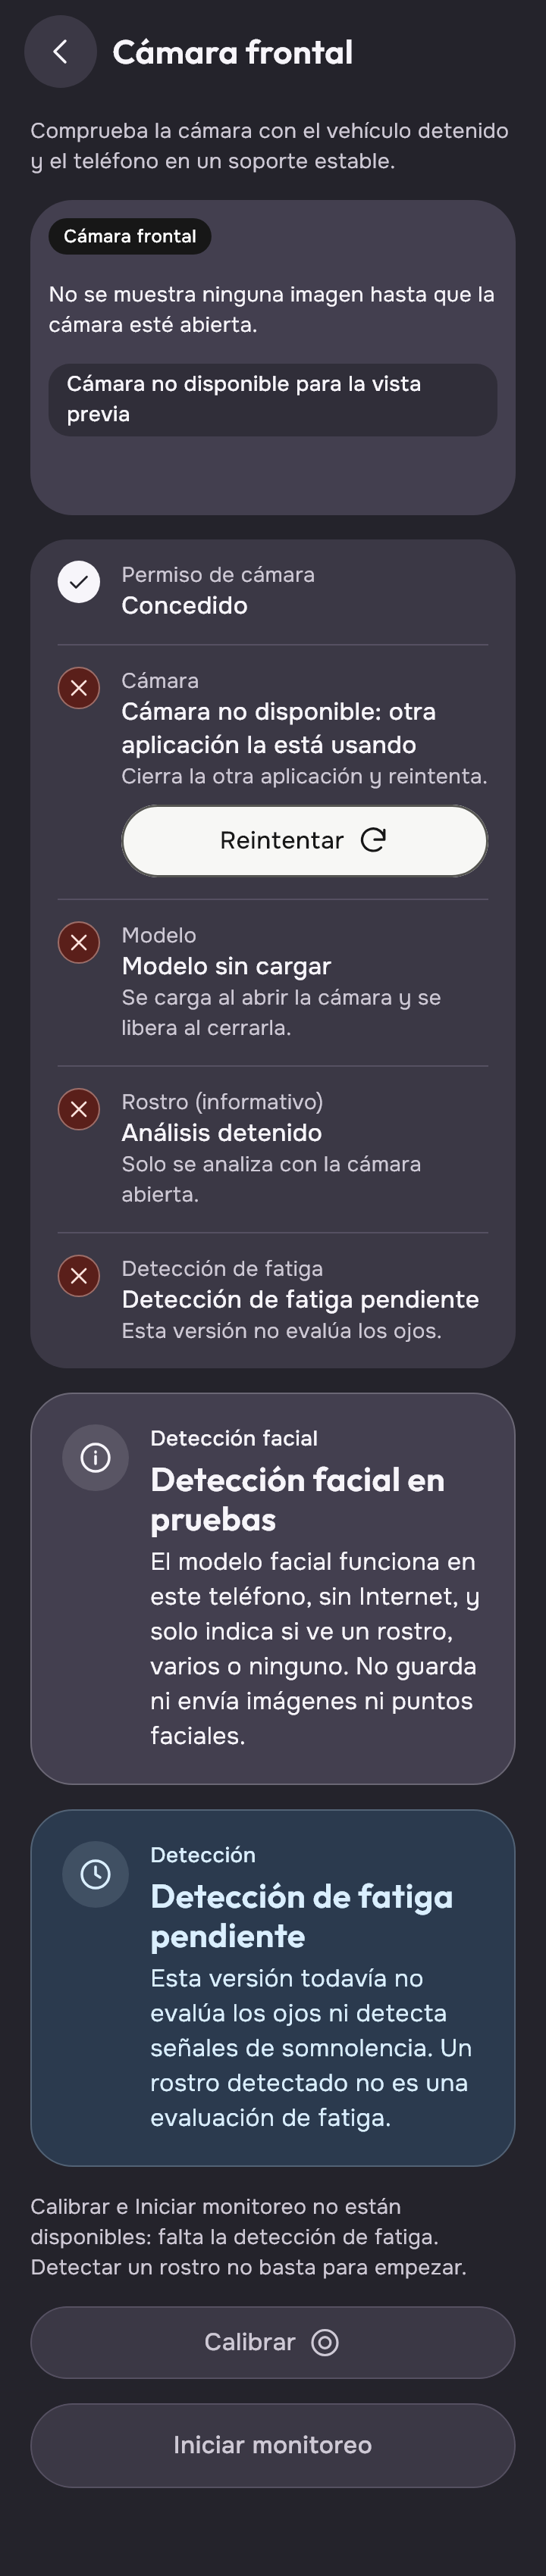 Cámara frontal
Comprueba la cámara con el vehículo detenido
y el teléfono en un soporte estable.
Cámara frontal
No se muestra ninguna imagen hasta que la
cámara esté abierta.
Cámara no disponible para la vista
previa
Permiso de cámara
Concedido
Cámara
Cámara no disponible: otra
aplicación la está usando
Cierra la otra aplicación y reintenta.
Reintentar
Modelo
Modelo sin cargar
Se carga al abrir la cámara y se
libera al cerrarla.
Rostro (informativo)
Análisis detenido
Solo se analiza con la cámara
abierta.
Detección de fatiga
Detección de fatiga pendiente
Esta versión no evalúa los ojos.
Detección facial
Detección facial en
pruebas
El modelo facial funciona en
este teléfono, sin Internet, y
solo indica si ve un rostro,
varios o ninguno. No guarda
ni envía imágenes ni puntos
faciales.
Detección
Detección de fatiga
pendiente
Esta versión todavía no
evalúa los ojos ni detecta
señales de somnolencia. Un
rostro detectado no es una
evaluación de fatiga.
Calibrar e Iniciar monitoreo no están
disponibles: falta la detección de fatiga.
Detectar un rostro no basta para empezar.
Calibrar
Iniciar monitoreo